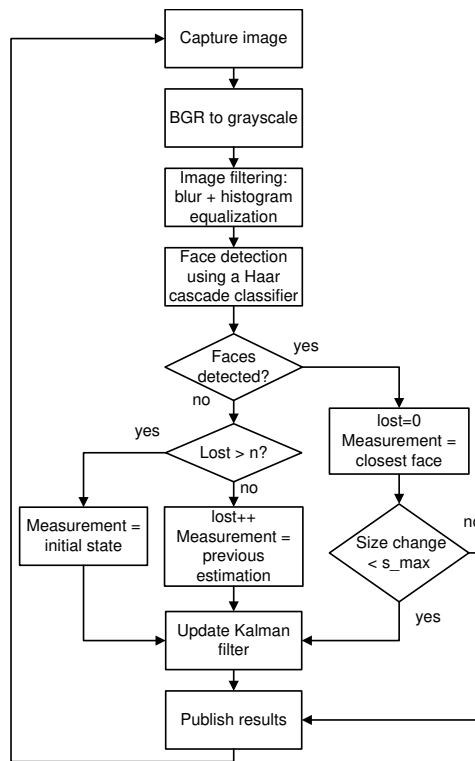 Capture image
BGR to grayscale
Image filtering:
blur + histogram
equalization
Face detection
using a Haar
cascade classifier
Faces
detected?
yes
no
lost=0
Measurement =
closest face
yes
Lost > n?
no
Measurement =
initial state
lost++
Measurement =
previous
estimation
Size change
< s_max
no
yes
Update Kalman
filter
Publish results